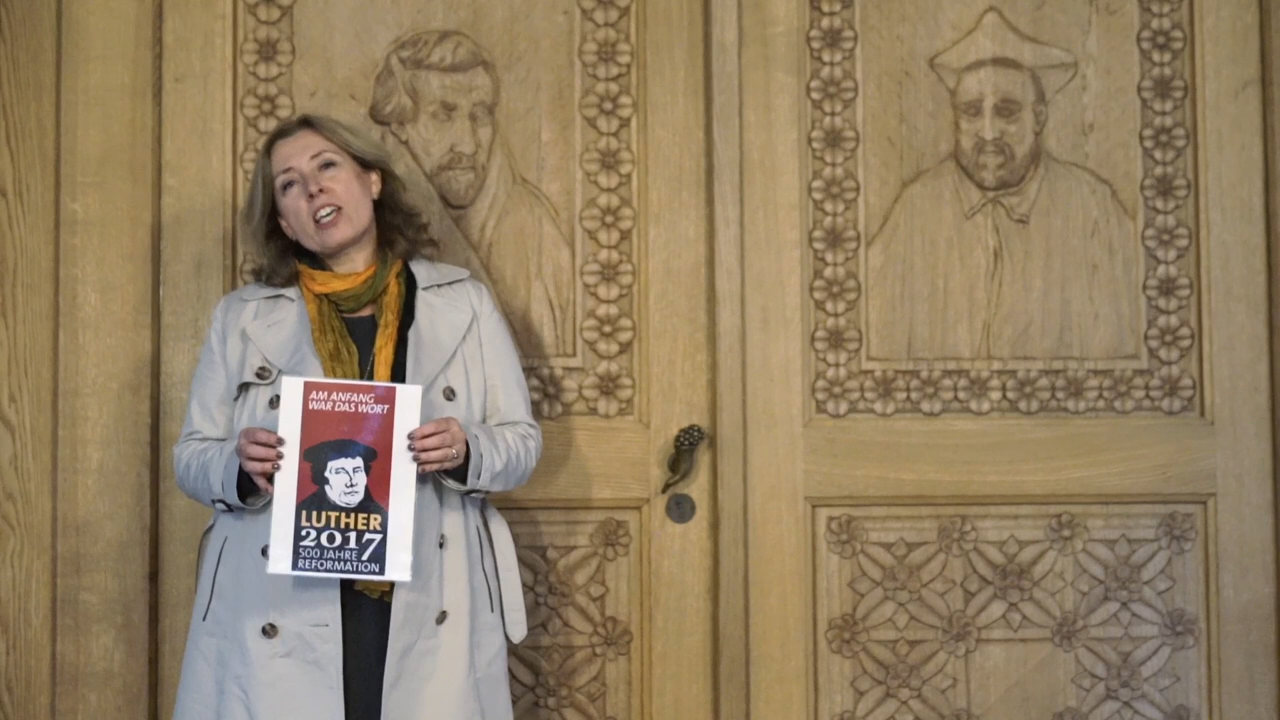 AM ANFANG
WAR DAS WORT
LUTHER
2017
500 JAHRE
REFORMATION